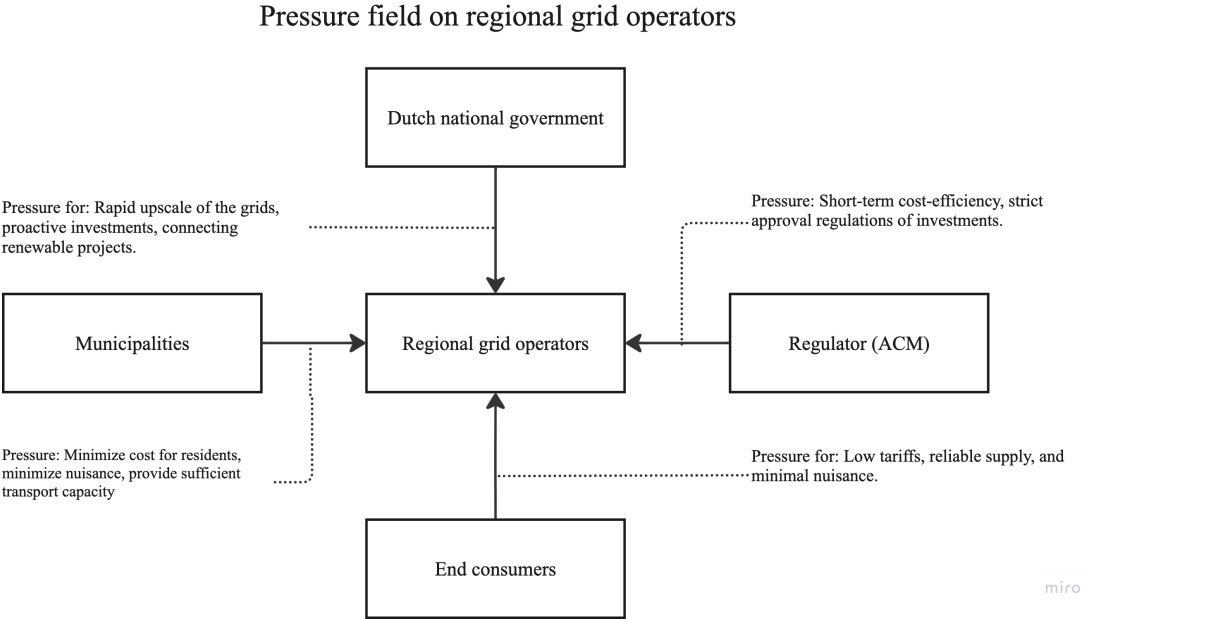 Pressure field on regional grid operators
Dutch national government
Pressure for: Rapid upscale of the grids,
proactive investments, connecting
renewable projects.
Pressure: Short-term cost-efficiency, strict
approval regulations of investments.
Municipalities
Regional grid operators
Regulator (ACM)
Pressure: Minimize cost for residents,
minimize nuisance, provide sufficient
transport capacity
Pressure for: Low tariffs, reliable supply, and
minimal nuisance.
End consumers
miro